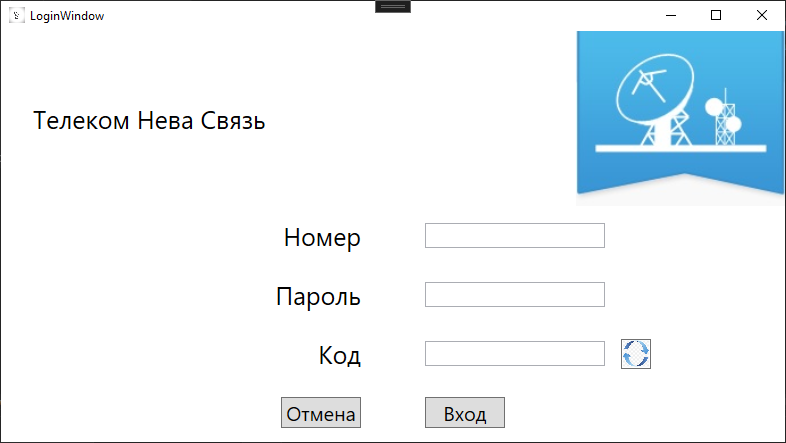 LoginWindow
Телеком Нева Связь
Номер
Пароль
Код
Отмена Вход